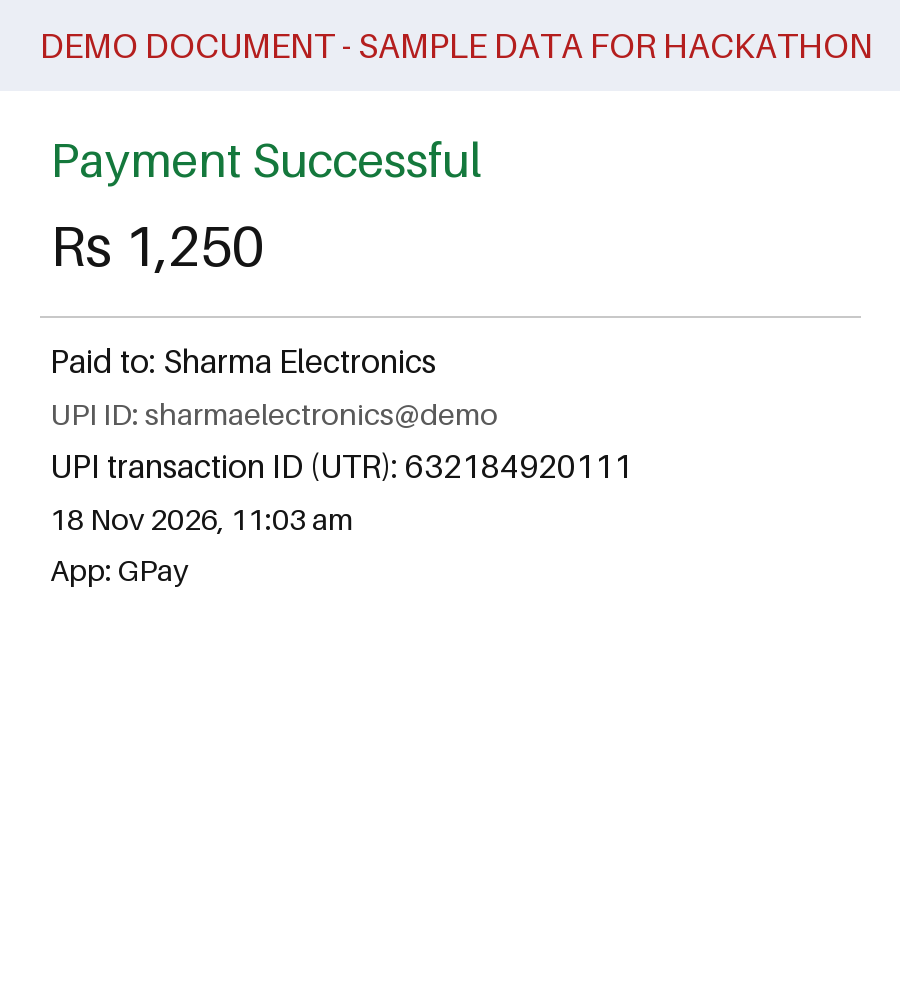 DEMO DOCUMENT - SAMPLE DATA FOR HACKATHON
Payment Successful
Rs 1,250
Paid to: Sharma Electronics
UPI ID: sharmaelectronics@demo
UPI transaction ID (UTR): 632184920111
18 Nov 2026, 11:03 am
App: GPay